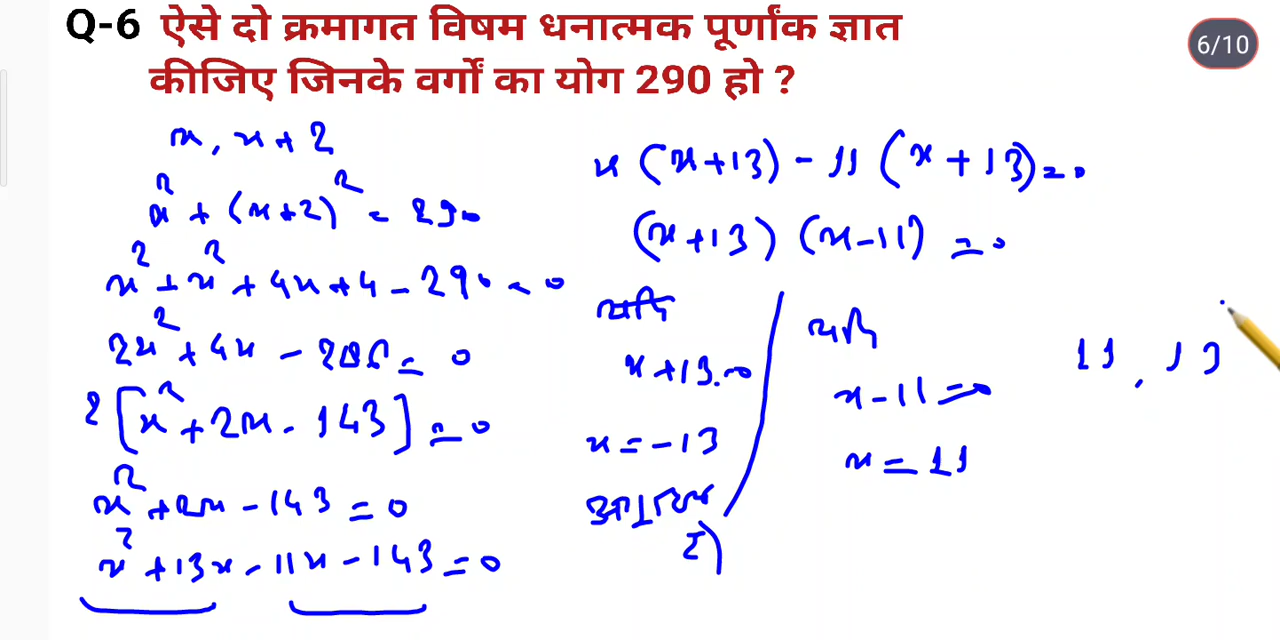 Q-6 ऐसे दो क्रमागत विषम धनात्मक पूर्णांक ज्ञात
कीजिए जिनके वर्गों का योग 290 हो ?
6/10
x, x+2
x² + (x+2)² = 290
x² + x² + 4x + 4 - 290 = 0
2x² + 4x - 286 = 0
2[x² + 2x - 143] = 0
x² + 2x - 143 = 0
x² + 13x - 11x - 143 = 0
x(x+13) - 11(x+13) = 0
(x+13)(x-11) = 0
यदि
x+13 = 0
x = -13
यदि
x-11 = 0
x = 11
11, 13